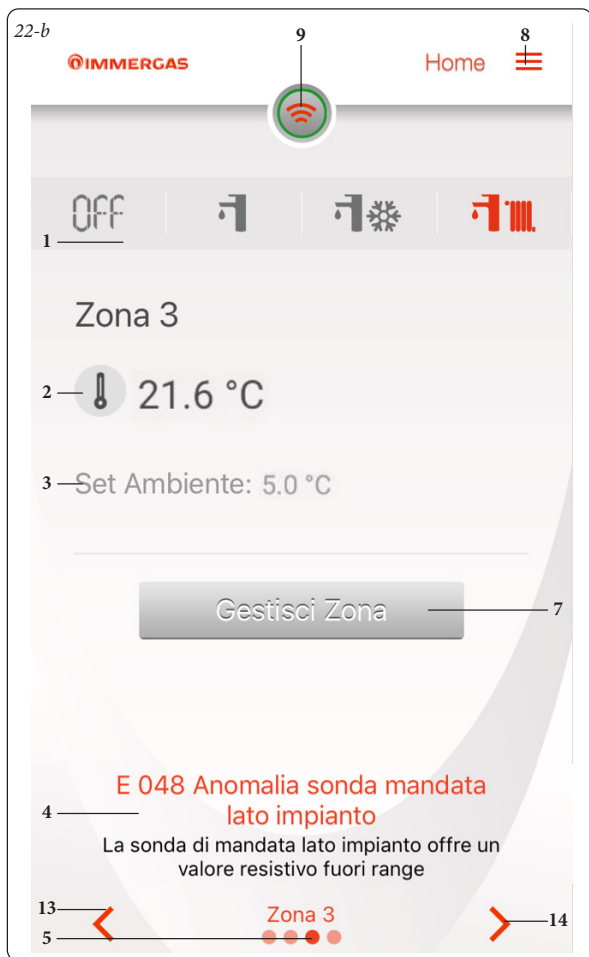 22-b
9
8
IMMERGAS
Home
OFF
1
Zona 3
2
21.6 °C
3
Set Ambiente: 5.0 °C
Gestisci Zona
7
E 048 Anomalia sonda mandata
lato impianto
4
La sonda di mandata lato impianto offre un
valore resistivo fuori range
13
Zona 3
14
5